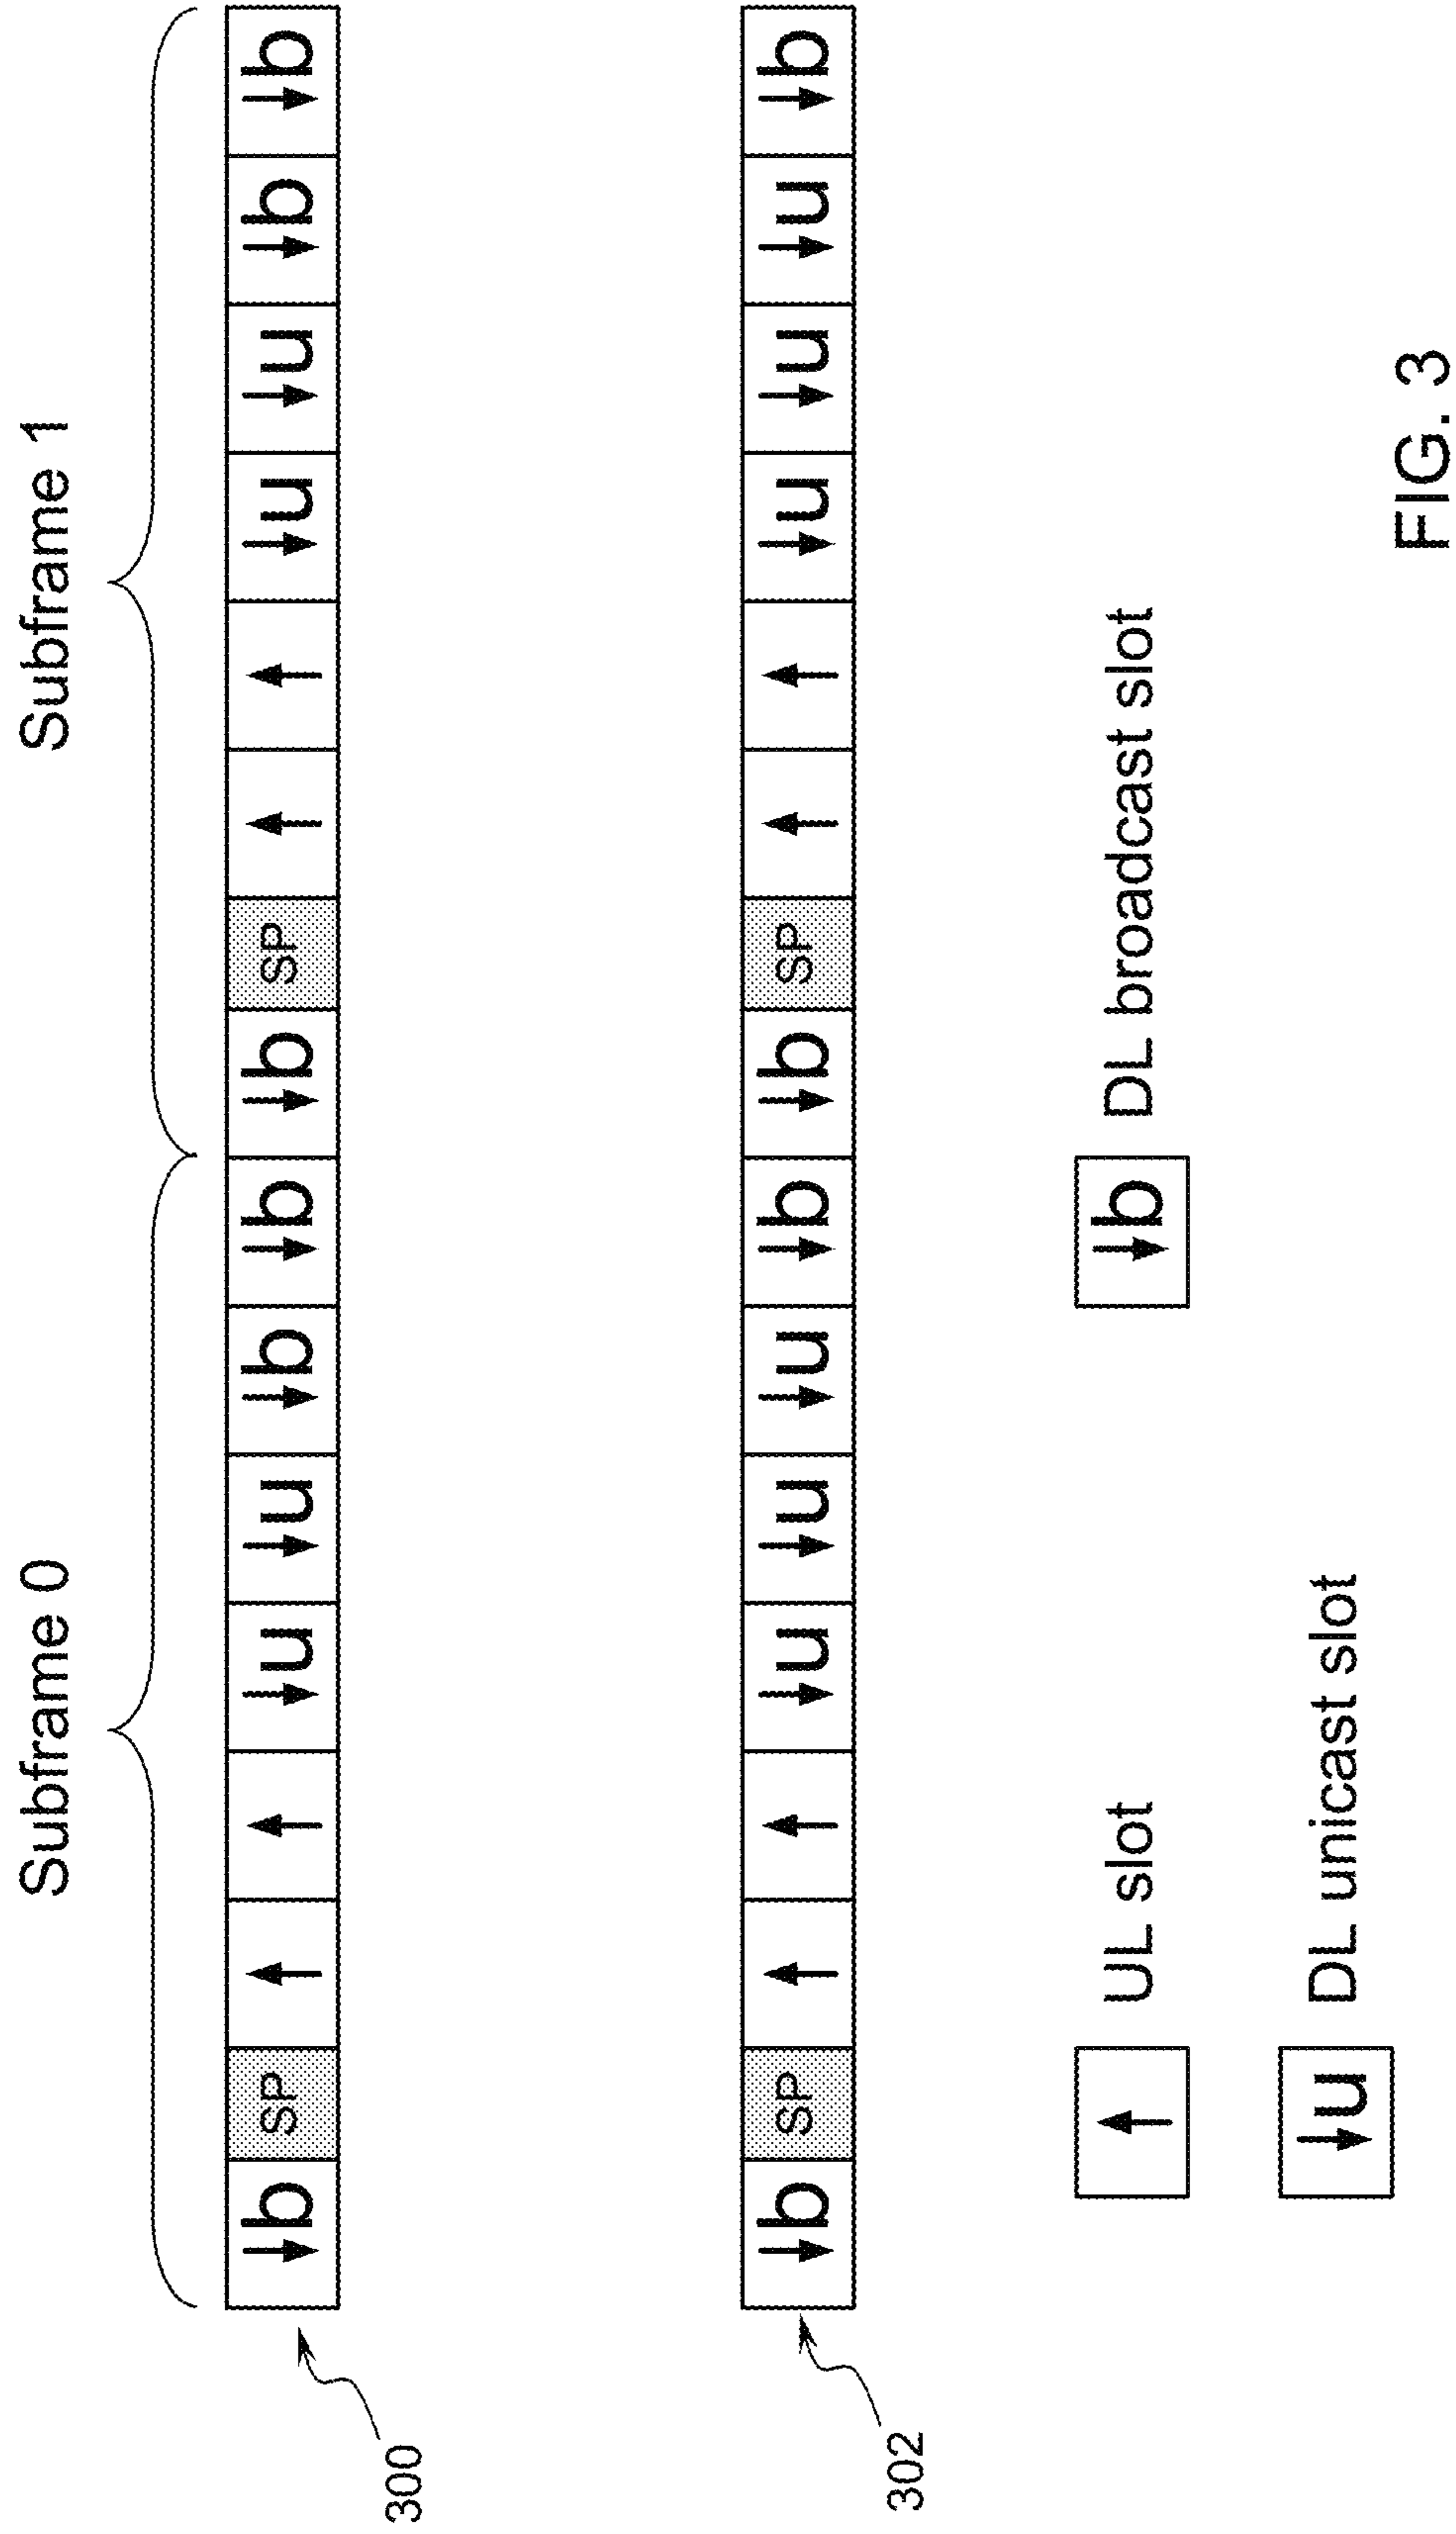 Subframe 0 Subframe 1
300 b SP u u b b b SP u u b b
302 b SP u u u b b SP u u u b
UL slot b DL broadcast slot
u DL unicast slot
FIG. 3